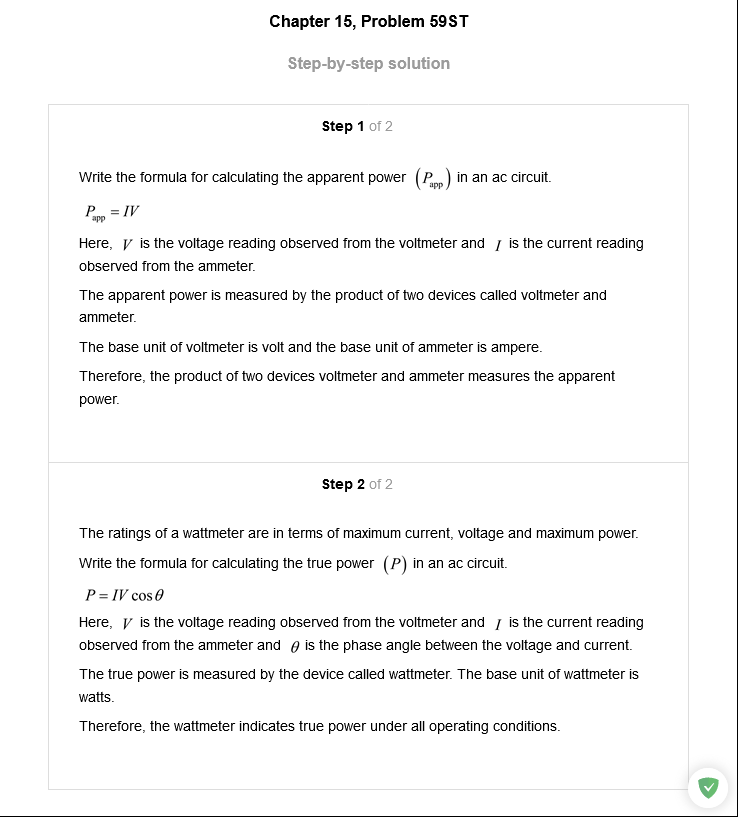 Chapter 15, Problem 59ST
Step-by-step solution
Step 1 of 2
Write the formula for calculating the apparent power (P_app) in an ac circuit.
P_app = IV
Here, V is the voltage reading observed from the voltmeter and I is the current reading
observed from the ammeter.
The apparent power is measured by the product of two devices called voltmeter and
ammeter.
The base unit of voltmeter is volt and the base unit of ammeter is ampere.
Therefore, the product of two devices voltmeter and ammeter measures the apparent
power.
Step 2 of 2
The ratings of a wattmeter are in terms of maximum current, voltage and maximum power.
Write the formula for calculating the true power (P) in an ac circuit.
P = IV cos θ
Here, V is the voltage reading observed from the voltmeter and I is the current reading
observed from the ammeter and θ is the phase angle between the voltage and current.
The true power is measured by the device called wattmeter. The base unit of wattmeter is
watts.
Therefore, the wattmeter indicates true power under all operating conditions.